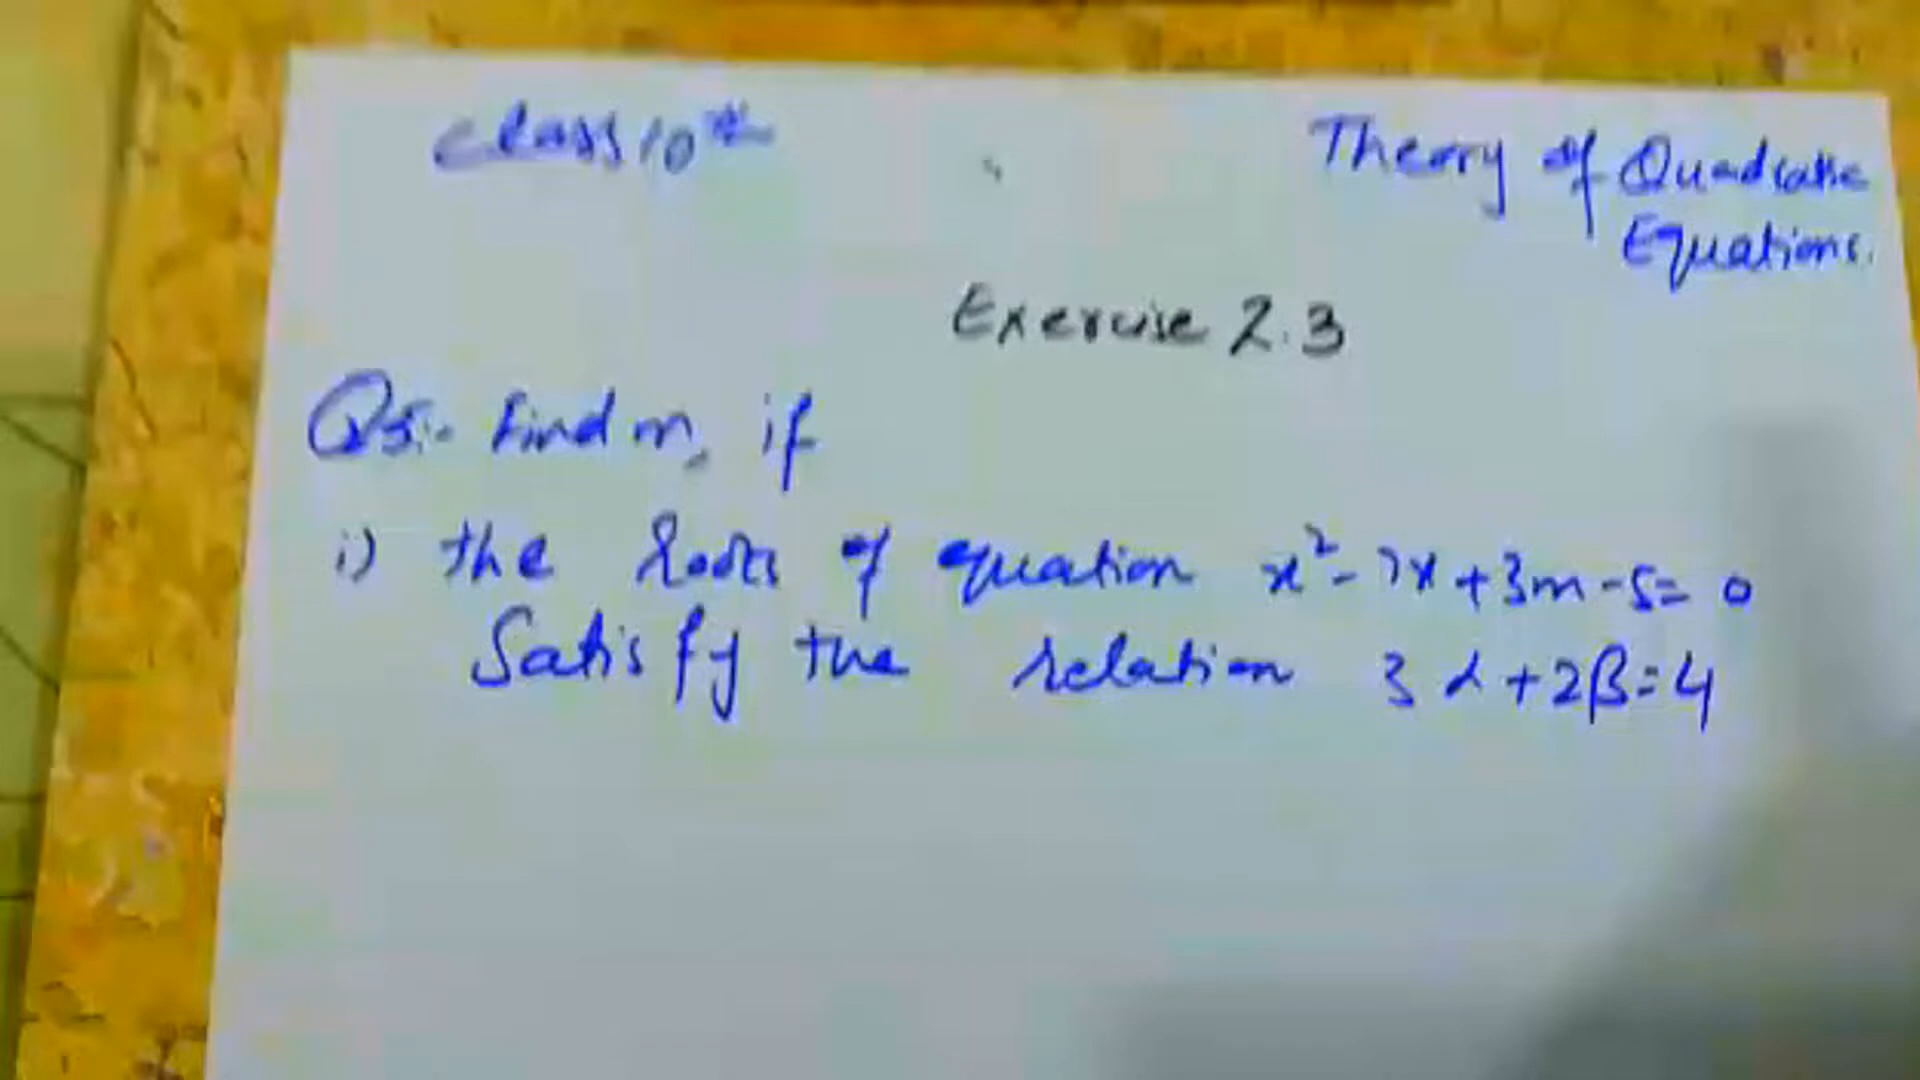 Class 10th
Theory of Quadratic
Equations.
Exercise 2.3
Q5:- Find m, if
i) the Roots of equation x² - 7x + 3m - 5 = 0
Satisfy the relation 3α + 2β = 4